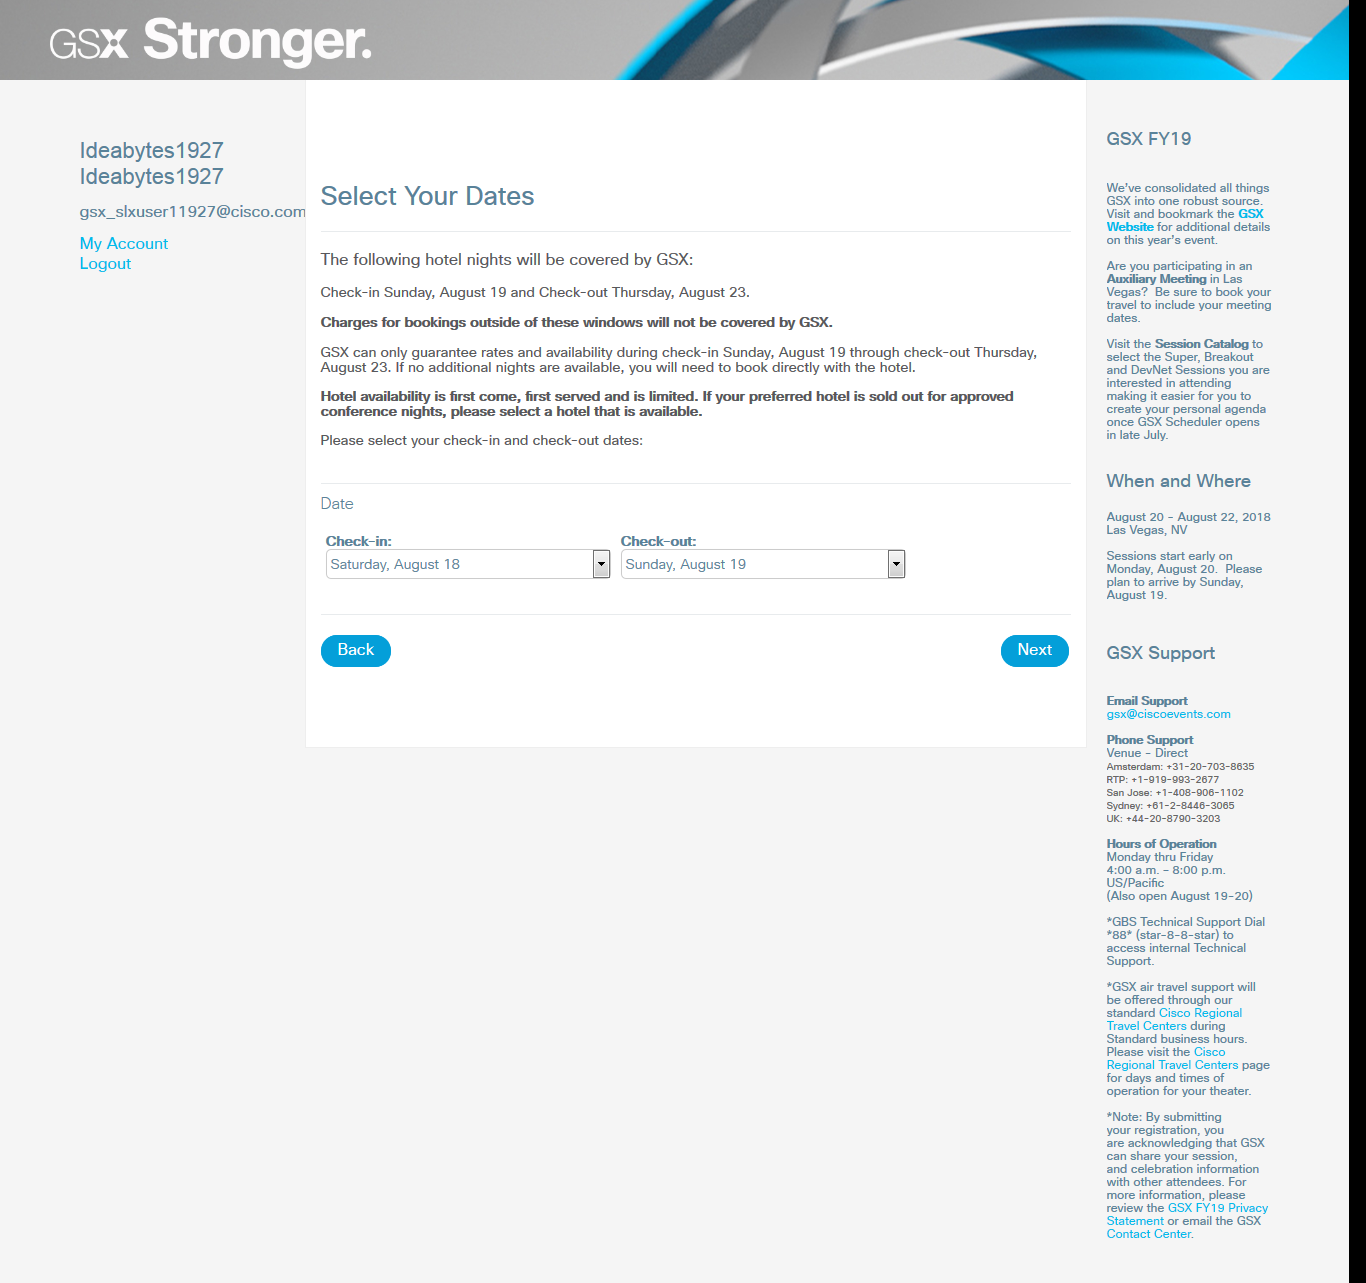 GSX Stronger.
Ideabytes1927
Ideabytes1927
gsx_slxuser11927@cisco.com
My Account
Logout
Select Your Dates
The following hotel nights will be covered by GSX:
Check-in Sunday, August 19 and Check-out Thursday, August 23.
Charges for bookings outside of these windows will not be covered by GSX.
GSX can only guarantee rates and availability during check-in Sunday, August 19 through check-out Thursday,
August 23. If no additional nights are available, you will need to book directly with the hotel.
Hotel availability is first come, first served and is limited. If your preferred hotel is sold out for approved
conference nights, please select a hotel that is available.
Please select your check-in and check-out dates:
Date
Check-in:
Check-out:
Saturday, August 18
Sunday, August 19
Back
Next
GSX FY19
We've consolidated all things
GSX into one robust source.
Visit and bookmark the GSX
Website for additional details
on this year's event.
Are you participating in an
Auxiliary Meeting in Las
Vegas?  Be sure to book your
travel to include your meeting
dates.
Visit the Session Catalog to
select the Super, Breakout
and DevNet Sessions you are
interested in attending
making it easier for you to
create your personal agenda
once GSX Scheduler opens
in late July.
When and Where
August 20 - August 22, 2018
Las Vegas, NV
Sessions start early on
Monday, August 20.  Please
plan to arrive by Sunday,
August 19.
GSX Support
Email Support
gsx@ciscoevents.com
Phone Support
Venue - Direct
Amsterdam: +31-20-703-8635
RTP: +1-919-993-2677
San Jose: +1-408-906-1102
Sydney: +61-2-8446-3065
UK: +44-20-8790-3203
Hours of Operation
Monday thru Friday
4:00 a.m. - 8:00 p.m.
US/Pacific
(Also open August 19-20)
*GBS Technical Support Dial
*88* (star-8-8-star) to
access internal Technical
Support.
*GSX air travel support will
be offered through our
standard Cisco Regional
Travel Centers during
Standard business hours.
Please visit the Cisco
Regional Travel Centers page
for days and times of
operation for your theater.
*Note: By submitting
your registration, you
are acknowledging that GSX
can share your session,
and celebration information
with other attendees. For
more information, please
review the GSX FY19 Privacy
Statement or email the GSX
Contact Center.